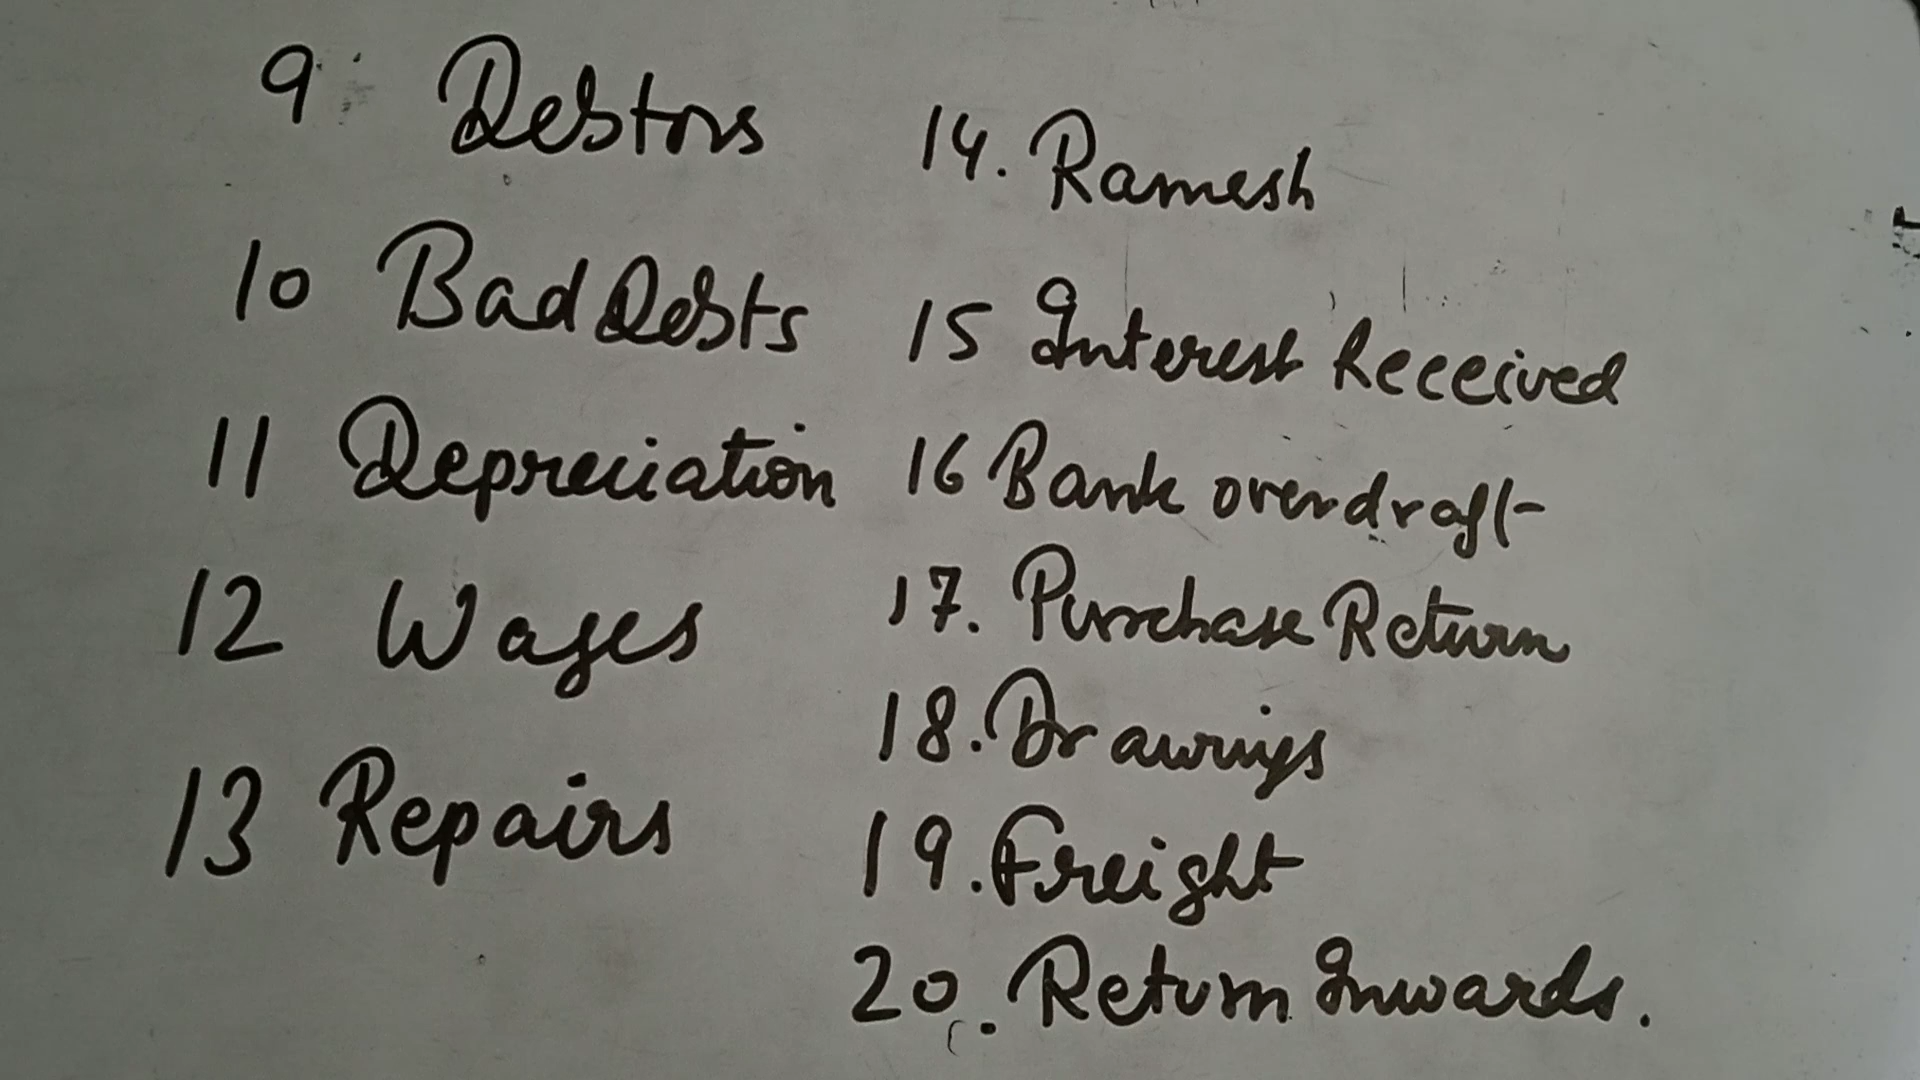 9. Debtors
10 Bad Debts
11 Depreciation
12 Wages
13 Repairs
14. Ramesh
15 Interest Received
16 Bank overdraft
17. Purchase Return
18. Drawings
19. Freight
20. Return Inwards.